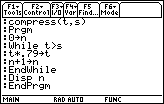 F1▾ F2▾ F3▾ F4▾ F5 F6▾
Tools Control I/O Var Find… Mode
:compress(t,s)
:Prgm
:0→n
:While t>s
:t*.79→t
:n+1→n
:EndWhile
:Disp n
:EndPrgm
MAIN RAD AUTO FUNC